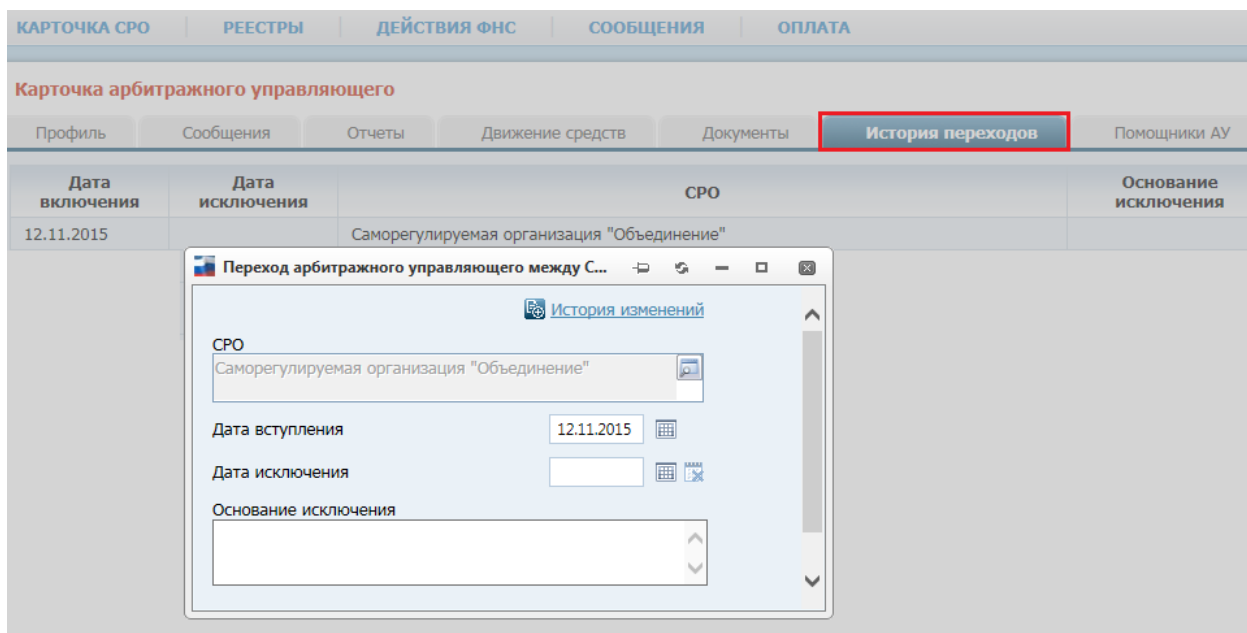 КАРТОЧКА СРО РЕЕСТРЫ ДЕЙСТВИЯ ФНС СООБЩЕНИЯ ОПЛАТА
Карточка арбитражного управляющего
Профиль Сообщения Отчеты Движение средств Документы История переходов Помощники АУ
Дата включения Дата исключения СРО Основание исключения
12.11.2015 Саморегулируемая организация "Объединение"
Переход арбитражного управляющего между С...
История изменений
СРО
Саморегулируемая организация "Объединение"
Дата вступления 12.11.2015
Дата исключения
Основание исключения